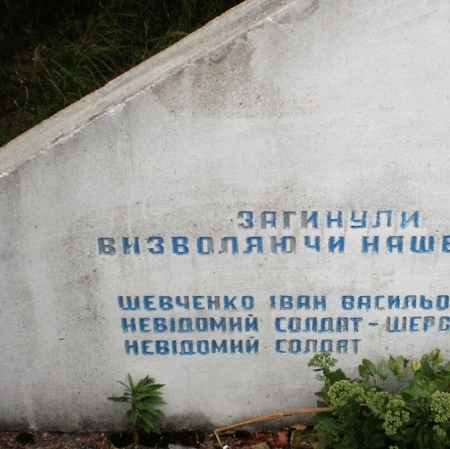 ЗАГИНУЛИ
ВИЗВОЛЯЮЧИ НАШЕ
ШЕВЧЕНКО ІВАН ВАСИЛЬО
НЕВІДОМИЙ СОЛДАТ - ШЕРС
НЕВІДОМИЙ СОЛДАТ